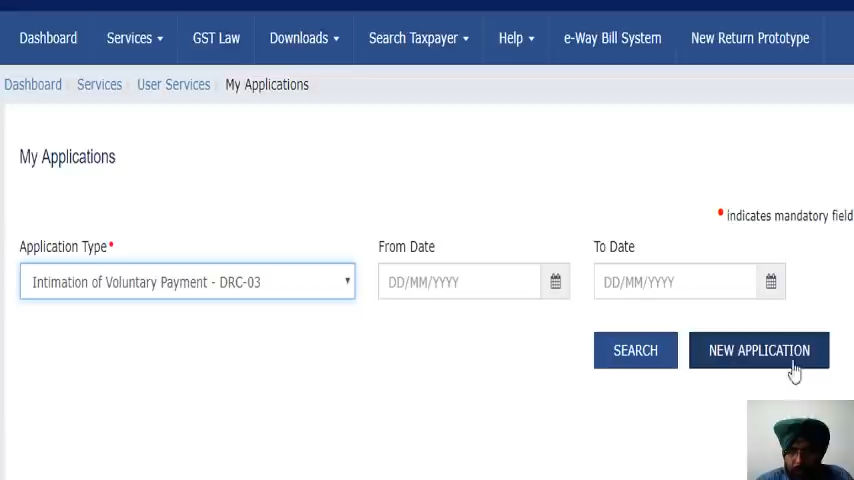 Dashboard Services GST Law Downloads Search Taxpayer Help e-Way Bill System New Return Prototype
Dashboard Services User Services My Applications
My Applications
• indicates mandatory field
Application Type• From Date To Date
Intimation of Voluntary Payment - DRC-03 DD/MM/YYYY DD/MM/YYYY
SEARCH NEW APPLICATION